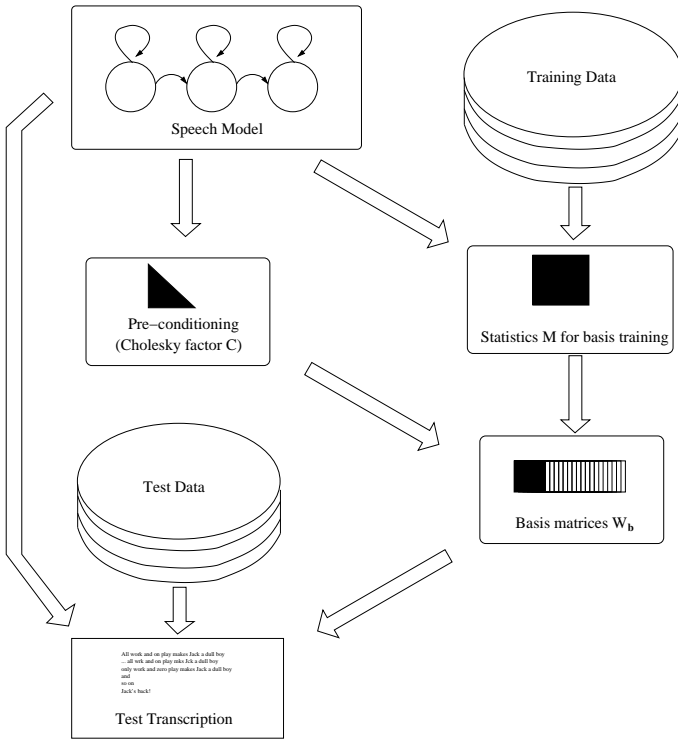 Speech Model
Training Data
Pre−conditioning
(Cholesky factor C)
Statistics M for basis training
Test Data
Basis matrices W_b
All work and on play makes Jack a dull boy
... all wrk and on play mks Jck a dull boy
only work and zero play makes Jack a dull boy
and
so on
Jack's back!
Test Transcription